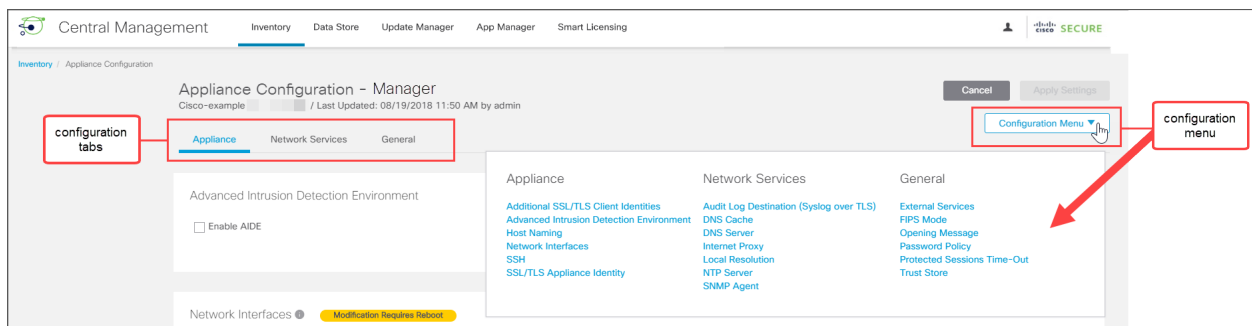 Central Management Inventory Data Store Update Manager App Manager Smart Licensing cisco SECURE
Inventory / Appliance Configuration
Appliance Configuration - Manager
Cisco-example / Last Updated: 08/19/2018 11:50 AM by admin
Cancel Apply Settings
configuration tabs
Appliance Network Services General
Configuration Menu
configuration menu
Advanced Intrusion Detection Environment
Enable AIDE
Appliance
Additional SSL/TLS Client Identities
Advanced Intrusion Detection Environment
Host Naming
Network Interfaces
SSH
SSL/TLS Appliance Identity
Network Services
Audit Log Destination (Syslog over TLS)
DNS Cache
DNS Server
Internet Proxy
Local Resolution
NTP Server
SNMP Agent
General
External Services
FIPS Mode
Opening Message
Password Policy
Protected Sessions Time-Out
Trust Store
Network Interfaces Modification Requires Reboot